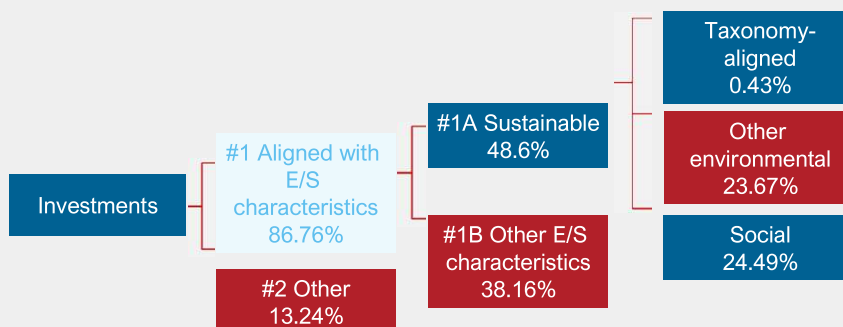 Investments
#1 Aligned with
E/S
characteristics
86.76%
#2 Other
13.24%
#1A Sustainable
48.6%
#1B Other E/S
characteristics
38.16%
Taxonomy-
aligned
0.43%
Other
environmental
23.67%
Social
24.49%